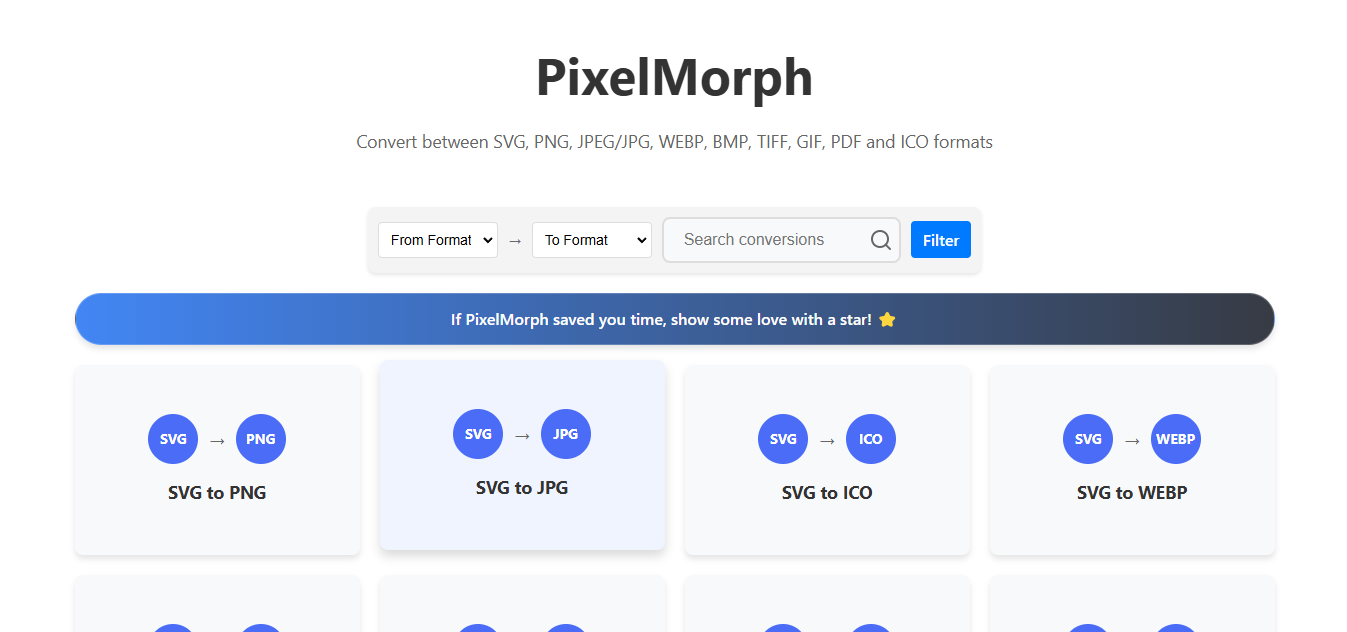 PixelMorph
Convert between SVG, PNG, JPEG/JPG, WEBP, BMP, TIFF, GIF, PDF and ICO formats
From Format → To Format Search conversions Filter
If PixelMorph saved you time, show some love with a star! ⭐
SVG → PNG SVG → JPG SVG → ICO SVG → WEBP
SVG to PNG SVG to JPG SVG to ICO SVG to WEBP